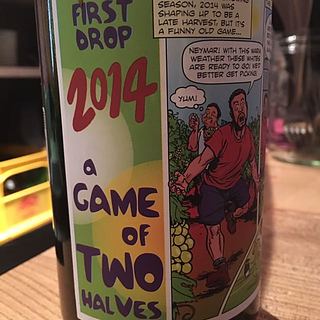 FIRST
DROP
2014
a
GAME
OF
TWO
HALVES
SEASON, 2014 WAS
SHAPING UP TO BE A
LATE HARVEST, BUT IT'S
A FUNNY OLD GAME...
NEYMAR! WITH THIS WARM
WEATHER THESE WHITES
ARE READY TO GO! WE'D
BETTER GET PICKING
YUM!